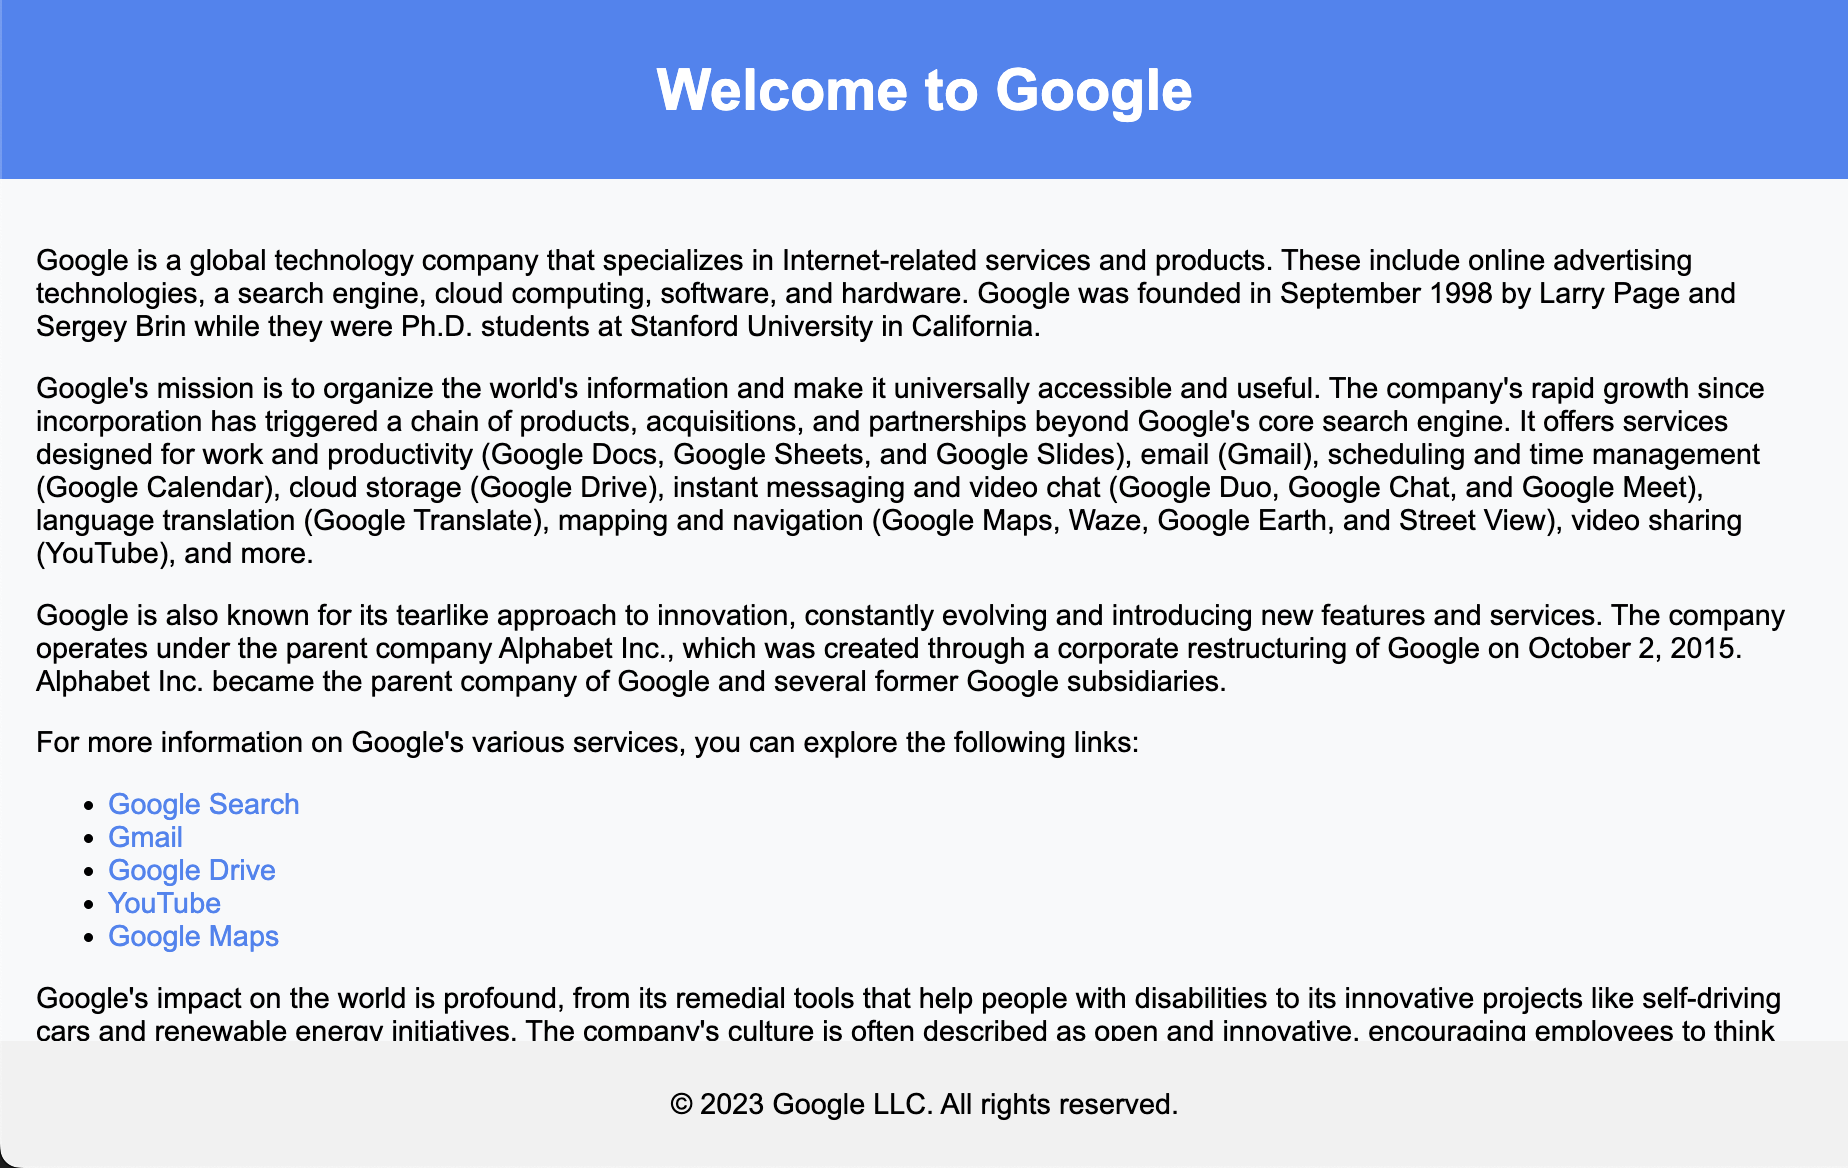 Welcome to Google
Google is a global technology company that specializes in Internet-related services and products. These include online advertising
technologies, a search engine, cloud computing, software, and hardware. Google was founded in September 1998 by Larry Page and
Sergey Brin while they were Ph.D. students at Stanford University in California.
Google's mission is to organize the world's information and make it universally accessible and useful. The company's rapid growth since
incorporation has triggered a chain of products, acquisitions, and partnerships beyond Google's core search engine. It offers services
designed for work and productivity (Google Docs, Google Sheets, and Google Slides), email (Gmail), scheduling and time management
(Google Calendar), cloud storage (Google Drive), instant messaging and video chat (Google Duo, Google Chat, and Google Meet),
language translation (Google Translate), mapping and navigation (Google Maps, Waze, Google Earth, and Street View), video sharing
(YouTube), and more.
Google is also known for its tearlike approach to innovation, constantly evolving and introducing new features and services. The company
operates under the parent company Alphabet Inc., which was created through a corporate restructuring of Google on October 2, 2015.
Alphabet Inc. became the parent company of Google and several former Google subsidiaries.
For more information on Google's various services, you can explore the following links:
• Google Search
• Gmail
• Google Drive
• YouTube
• Google Maps
Google's impact on the world is profound, from its remedial tools that help people with disabilities to its innovative projects like self-driving
cars and renewable energy initiatives. The company's culture is often described as open and innovative, encouraging employees to think
© 2023 Google LLC. All rights reserved.